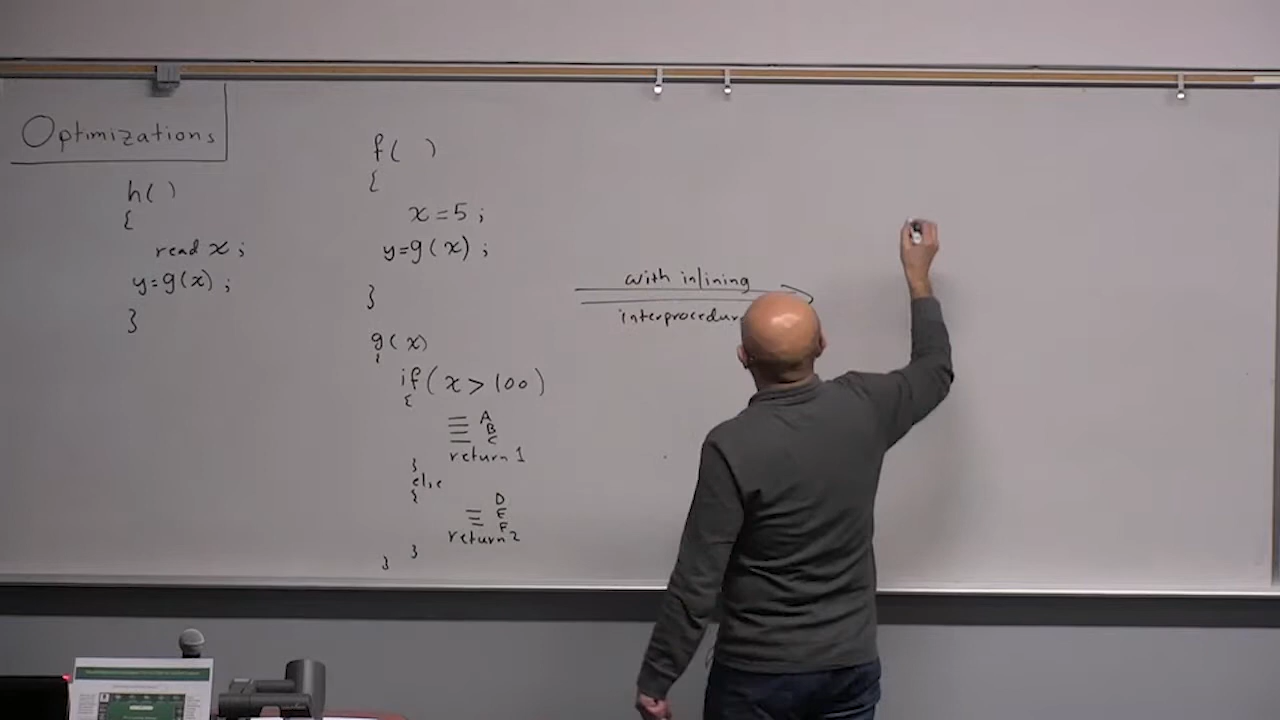 Optimizations
h( )
{
read x;
y=g(x);
}
f( )
{
x=5;
y=g(x);
}
g(x)
{
if(x>100)
{
A
B
C
return 1
}
else
{
D
E
F
return 2
}
}
with inlining